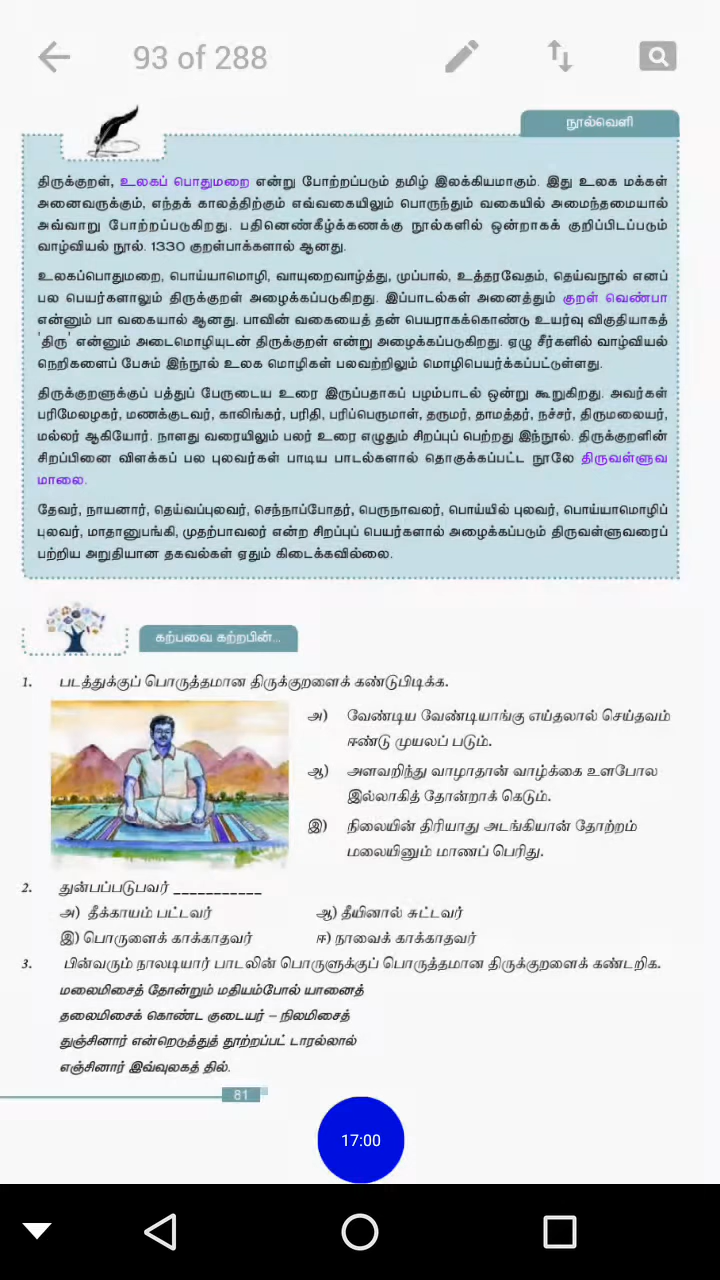 93 of 288
நூல்வெளி
திருக்குறள், உலகப் பொதுமறை என்று போற்றப்படும் தமிழ் இலக்கியமாகும். இது உலக மக்கள்
அனைவருக்கும், எந்தக் காலத்திற்கும் எவ்வகையிலும் பொருந்தும் வகையில் அமைந்தமையால்
அவ்வாறு போற்றப்படுகிறது. பதினெண்கீழ்க்கணக்கு நூல்களில் ஒன்றாகக் குறிப்பிடப்படும்
வாழ்வியல் நூல். 1330 குறள்பாக்களால் ஆனது.
உலகப்பொதுமறை, பொய்யாமொழி, வாயுறைவாழ்த்து, முப்பால், உத்தரவேதம், தெய்வநூல் எனப்
பல பெயர்களாலும் திருக்குறள் அழைக்கப்படுகிறது. இப்பாடல்கள் அனைத்தும் குறள் வெண்பா
என்னும் பா வகையால் ஆனது. பாவின் வகையைத் தன் பெயராகக்கொண்டு உயர்வு விகுதியாகத்
'திரு' என்னும் அடைமொழியுடன் திருக்குறள் என்று அழைக்கப்படுகிறது. ஏழு சீர்களில் வாழ்வியல்
நெறிகளைப் பேசும் இந்நூல் உலக மொழிகள் பலவற்றிலும் மொழிபெயர்க்கப்பட்டுள்ளது.
திருக்குறளுக்குப் பத்துப் பேருடைய உரை இருப்பதாகப் பழம்பாடல் ஒன்று கூறுகிறது. அவர்கள்
பரிமேலழகர், மணக்குடவர், காலிங்கர், பரிதி, பரிப்பெருமாள், தருமர், தாமத்தர், நச்சர், திருமலையர்,
மல்லர் ஆகியோர். நாளது வரையிலும் பலர் உரை எழுதும் சிறப்புப் பெற்றது இந்நூல். திருக்குறளின்
சிறப்பினை விளக்கப் பல புலவர்கள் பாடிய பாடல்களால் தொகுக்கப்பட்ட நூலே திருவள்ளுவ
மாலை.
தேவர், நாயனார், தெய்வப்புலவர், செந்நாப்போதர், பெருநாவலர், பொய்யில் புலவர், பொய்யாமொழிப்
புலவர், மாதானுபங்கி, முதற்பாவலர் என்ற சிறப்புப் பெயர்களால் அழைக்கப்படும் திருவள்ளுவரைப்
பற்றிய அறுதியான தகவல்கள் ஏதும் கிடைக்கவில்லை.
கற்பவை கற்றபின்...
1. படத்துக்குப் பொருத்தமான திருக்குறளைக் கண்டுபிடிக்க.
அ) வேண்டிய வேண்டியாங்கு எய்தலால் செய்தவம்
ஈண்டு முயலப் படும்.
ஆ) அளவறிந்து வாழாதான் வாழ்க்கை உளபோல
இல்லாகித் தோன்றாக் கெடும்.
இ) நிலையின் திரியாது அடங்கியான் தோற்றம்
மலையினும் மாணப் பெரிது.
2. துன்பப்படுபவர் ___________
அ) தீக்காயம் பட்டவர் ஆ) தீயினால் சுட்டவர்
இ) பொருளைக் காக்காதவர் ஈ) நாவைக் காக்காதவர்
3. பின்வரும் நாலடியார் பாடலின் பொருளுக்குப் பொருத்தமான திருக்குறளைக் கண்டறிக.
மலைமிசைத் தோன்றும் மதியம்போல் யானைத்
தலைமிசைக் கொண்ட குடையர் – நிலமிசைத்
துஞ்சினார் என்றெடுத்துத் தூற்றப்பட் டாரல்லால்
எஞ்சினார் இவ்வுலகத் தில்.
81
17:00